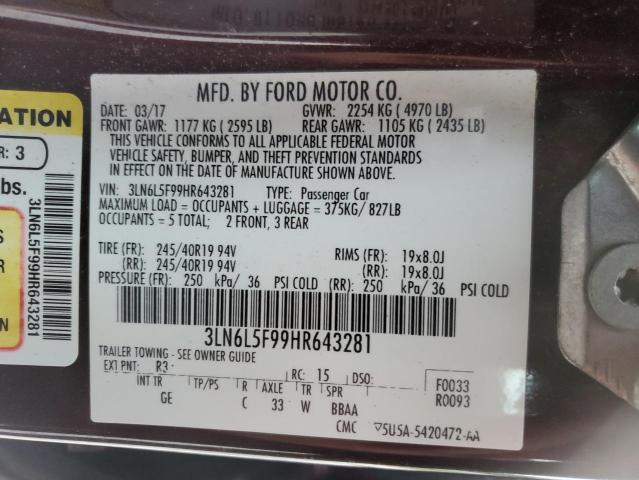 MFD. BY FORD MOTOR CO.
DATE: 03/17 GVWR: 2254 KG ( 4970 LB)
FRONT GAWR: 1177 KG ( 2595 LB) REAR GAWR: 1105 KG ( 2435 LB)
THIS VEHICLE CONFORMS TO ALL APPLICABLE FEDERAL MOTOR
VEHICLE SAFETY, BUMPER, AND THEFT PREVENTION STANDARDS
IN EFFECT ON THE DATE OF MANUFACTURE SHOWN ABOVE.
VIN: 3LN6L5F99HR643281 TYPE: Passenger Car
MAXIMUM LOAD = OCCUPANTS + LUGGAGE = 375KG/ 827LB
OCCUPANTS = 5 TOTAL; 2 FRONT, 3 REAR
TIRE (FR): 245/40R19 94V RIMS (FR): 19x8.0J
(RR): 245/40R19 94V (RR): 19x8.0J
PRESSURE (FR): 250 kPa/ 36 PSI COLD (RR): 250 kPa/ 36 PSI COLD
3LN6L5F99HR643281
TRAILER TOWING - SEE OWNER GUIDE
EXT PNT: R3 RC: 15 DSO: F0033
INT TR TP/PS R AXLE TR SPR R0093
GE C 33 W BBAA
CMC ▽5U5A-5420472-AA
ATION
R: 3
bs.
S
R
N
3LN6L5F99HR643281